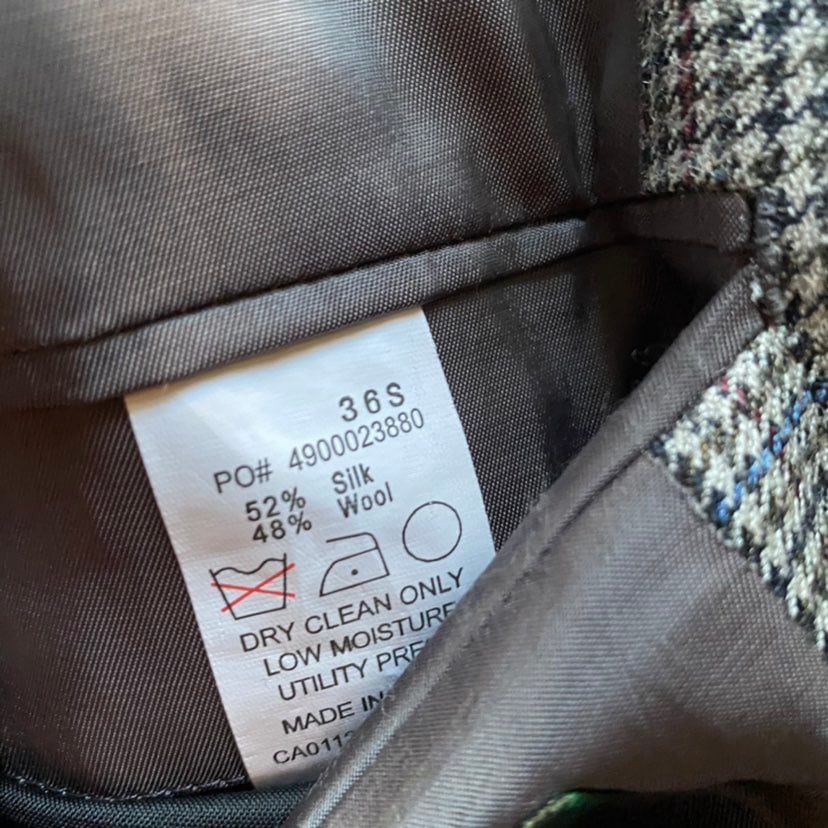 36S
PO# 4900023880
52% Silk
48% Wool
DRY CLEAN ONLY
LOW MOISTURE
UTILITY
MADE IN